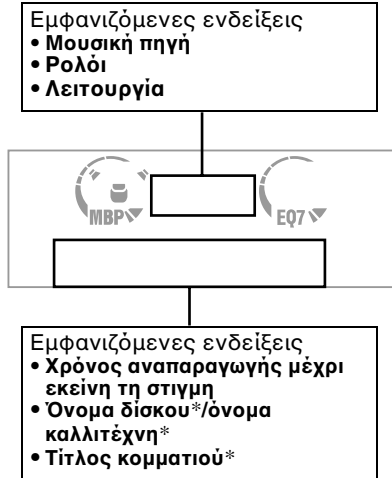 Εμφανιζόμενες ενδείξεις
• Μουσική πηγή
• Ρολόι
• Λειτουργία
MBP EQ7
Εμφανιζόμενες ενδείξεις
• Χρόνος αναπαραγωγής μέχρι
εκείνη τη στιγμη
• Όνομα δίσκου*/όνομα
καλλιτέχνη*
• Τίτλος κομματιού*